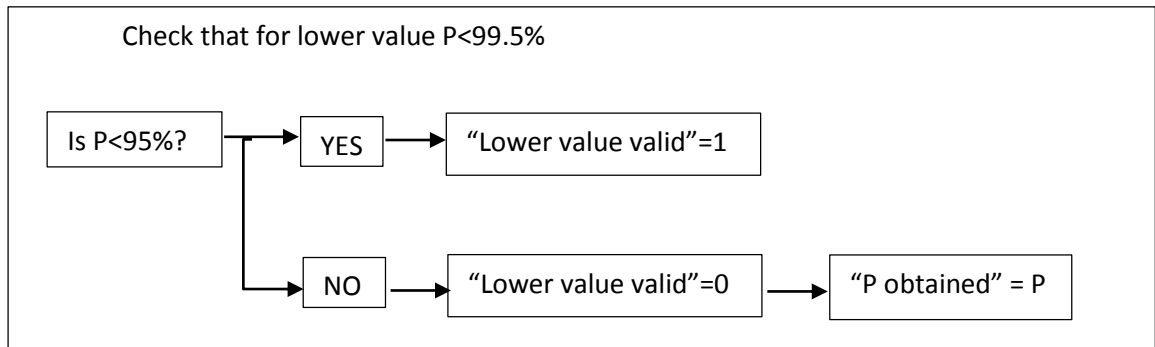 Check that for lower value P<99.5%
Is P<95%?
YES
“Lower value valid”=1
NO
“Lower value valid”=0
“P obtained” = P